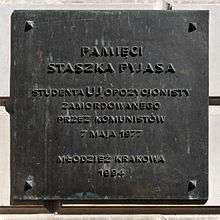 PAMIĘCI
STASZKA PYJASA
STUDENTA UJ OPOZYCJONISTY
ZAMORDOWANEGO
PRZEZ KOMUNISTÓW
7 MAJA 1977
MŁODZIEŻ KRAKOWA
1994